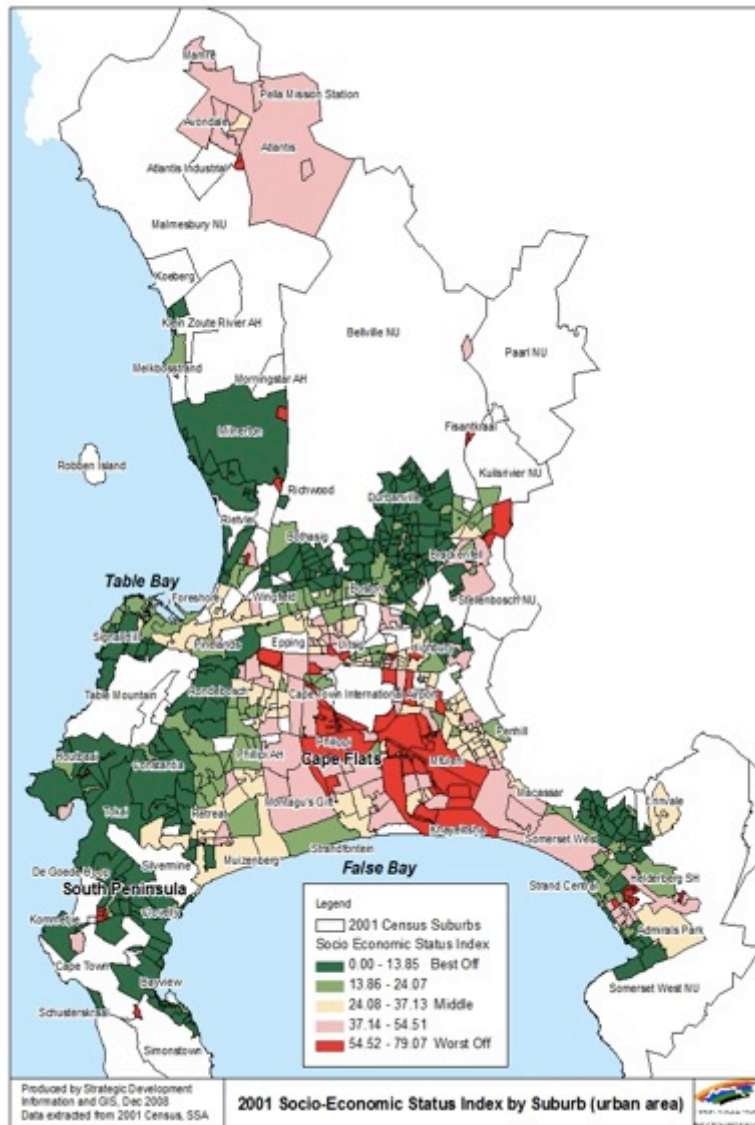 Mamre
Pella Mission Station
Avondale
Atlantis
Atlantis Industrial
Malmesbury NU
Koeberg
Klein Zoute Rivier AH
Bellville NU
Paarl NU
Melkbosstrand
Morningstar AH
Milnerton
Fisantkraal
Robben Island
Kuilsrivier NU
Richwood
Durbanville
Rietvlei
Bothasig
Brackenfell
Table Bay
Foreshore
Wingfield
Stellenbosch NU
Signal Hill
Pinelands
Epping
Uitsig
Highbury
Table Mountain
Rondebosch
Cape Town International Airport
Penhill
Houtbaai
Constantia
Phillipi AH
Philippi
Cape Flats
Mfuleni
Macassar
Tokai
Retreat
Montagu's Gift
Khayelitsha
Somerset West
Silvermine
Muizenberg
Strandfontein
De Goede Hoop
False Bay
Strand Central
Helderberg SH
South Peninsula
Kommetjie
Clovelly
Admirals Park
Cape Town
Bayview
Somerset West NU
Schusterskraal
Simonstown
Legend
2001 Census Suburbs
Socio Economic Status Index
0.00 - 13.85 Best Off
13.86 - 24.07
24.08 - 37.13 Middle
37.14 - 54.51
54.52 - 79.07 Worst Off
Produced by Strategic Development
Information and GIS, Dec 2008
Data extracted from 2001 Census, SSA
2001 Socio-Economic Status Index by Suburb (urban area)